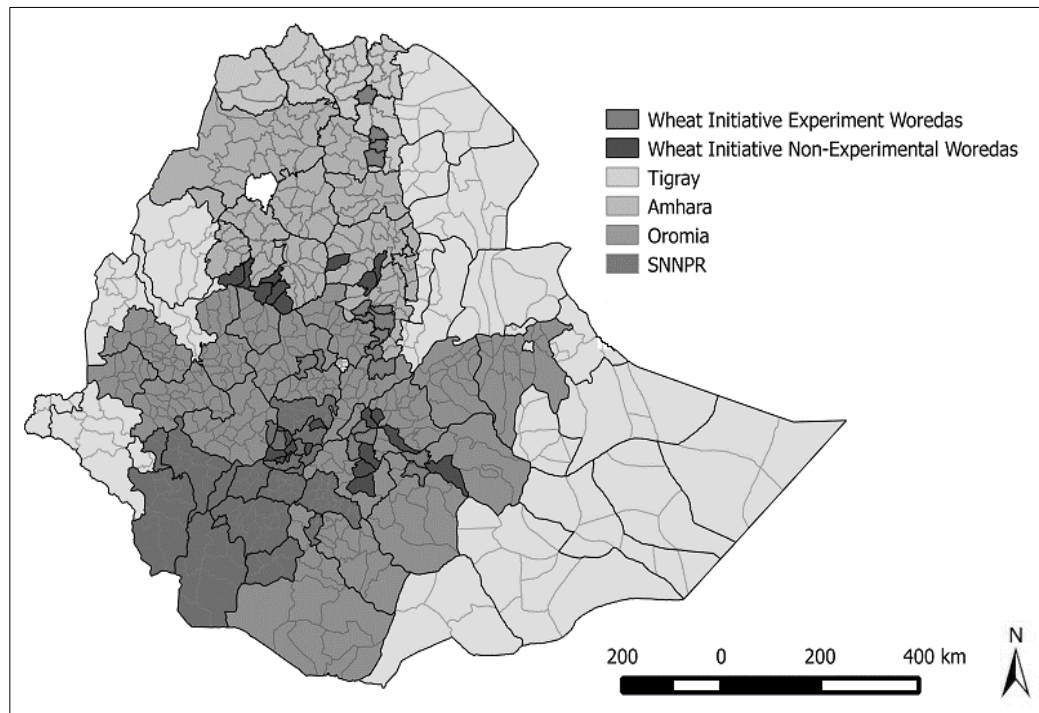 Wheat Initiative Experiment Woredas
Wheat Initiative Non-Experimental Woredas
Tigray
Amhara
Oromia
SNNPR
N
200 0 200 400 km